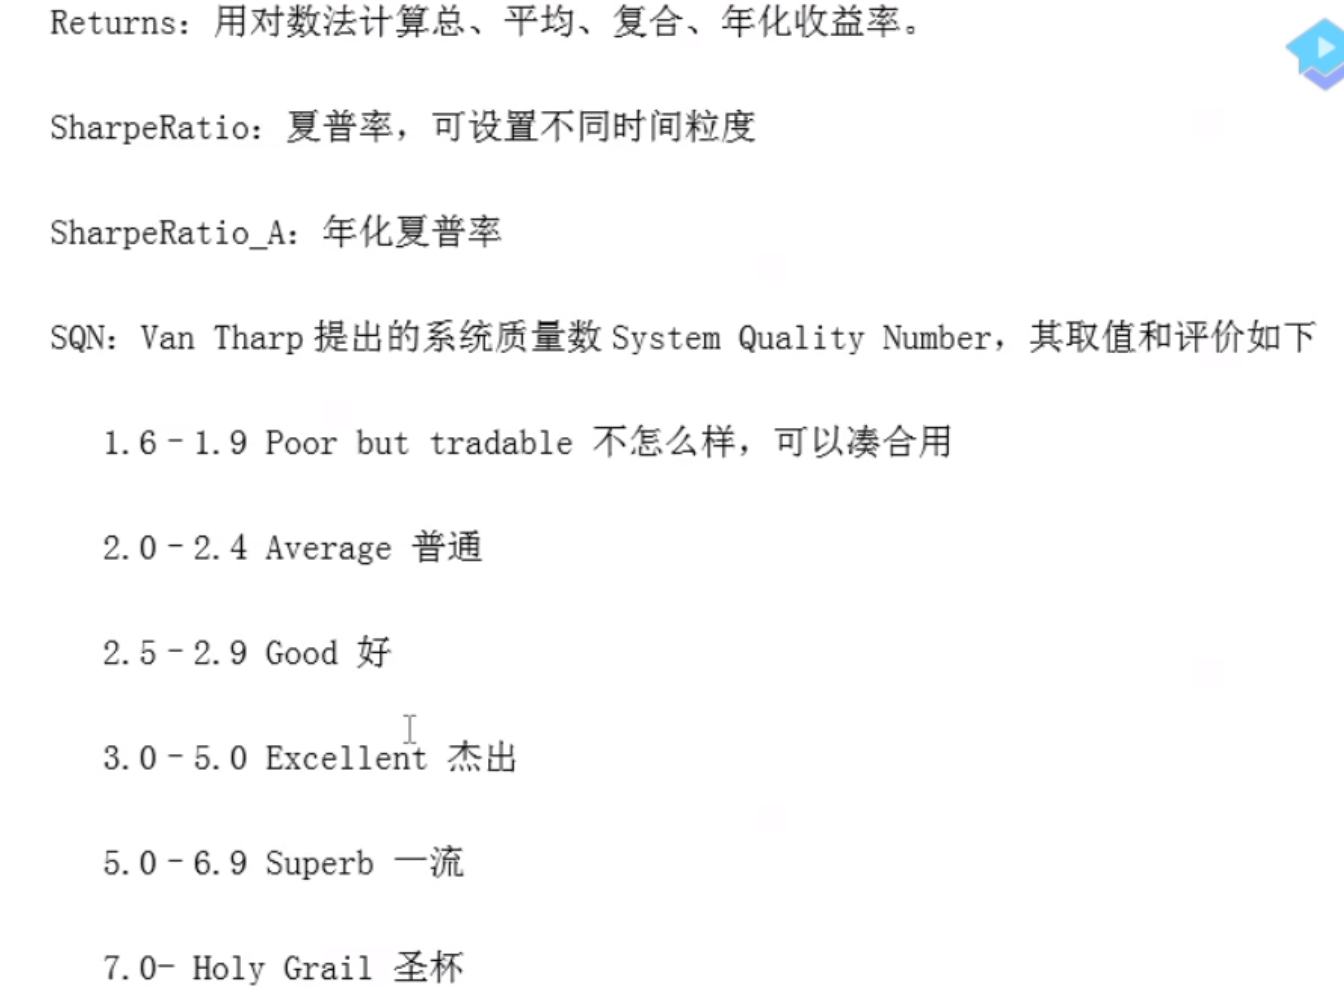 Returns：用对数法计算总、平均、复合、年化收益率。
SharpeRatio：夏普率，可设置不同时间粒度
SharpeRatio_A：年化夏普率
SQN：Van Tharp 提出的系统质量数 System Quality Number，其取值和评价如下
1.6–1.9 Poor but tradable 不怎么样，可以凑合用
2.0–2.4 Average 普通
2.5–2.9 Good 好
3.0–5.0 Excellent 杰出
5.0–6.9 Superb 一流
7.0– Holy Grail 圣杯